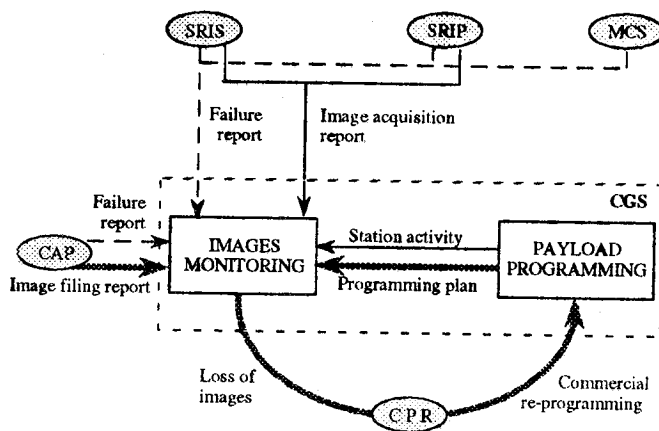 SRIS
SRIP
MCS
Failure
report
Image acquisition
report
CGS
Failure
report
CAP
Image filing report
IMAGES
MONITORING
Station activity
Programming plan
PAYLOAD
PROGRAMMING
Loss of
images
CPR
Commercial
re-programming